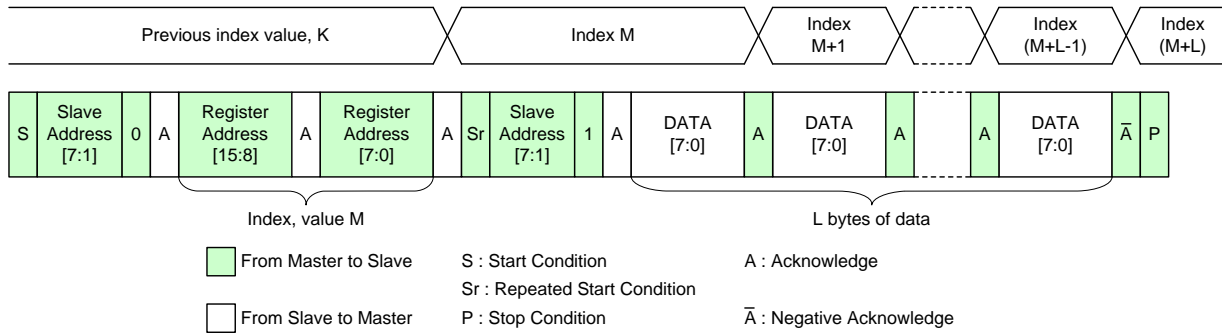 Previous index value, K
Index M
Index
M+1
Index
(M+L-1)
Index
(M+L)
S
Slave
Address
[7:1]
0
A
Register
Address
[15:8]
A
Register
Address
[7:0]
A
Sr
Slave
Address
[7:1]
1
A
DATA
[7:0]
A
DATA
[7:0]
A
A
DATA
[7:0]
A̅
P
Index, value M
L bytes of data
From Master to Slave
S : Start Condition
A : Acknowledge
Sr : Repeated Start Condition
From Slave to Master
P : Stop Condition
A̅ : Negative Acknowledge